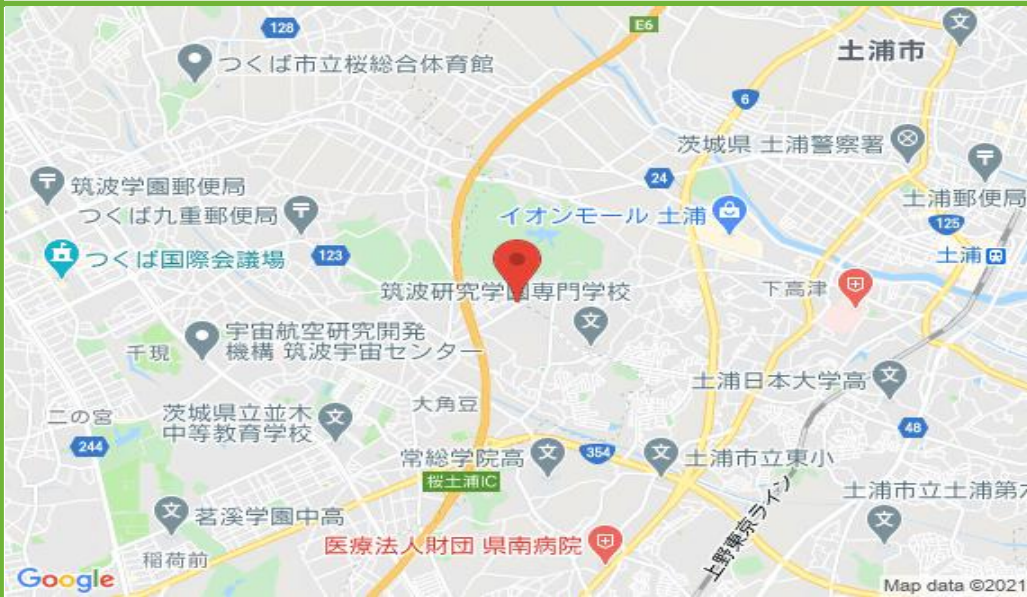 128
E6
土浦市
つくば市立桜総合体育館
6
茨城県 土浦警察署
筑波学園郵便局
24
土浦郵便局
つくば九重郵便局
イオンモール 土浦
125
つくば国際会議場
123
土浦
筑波研究学園専門学校
下高津
宇宙航空研究開発
機構 筑波宇宙センター
千現
土浦日本大学高
二の宮
茨城県立並木
中等教育学校
大角豆
48
244
常総学院高
354
土浦市立東小
桜土浦IC
土浦市立土浦第六
茗溪学園中高
上野東京ライン
医療法人財団 県南病院
稲荷前
Google
Map data ©2021